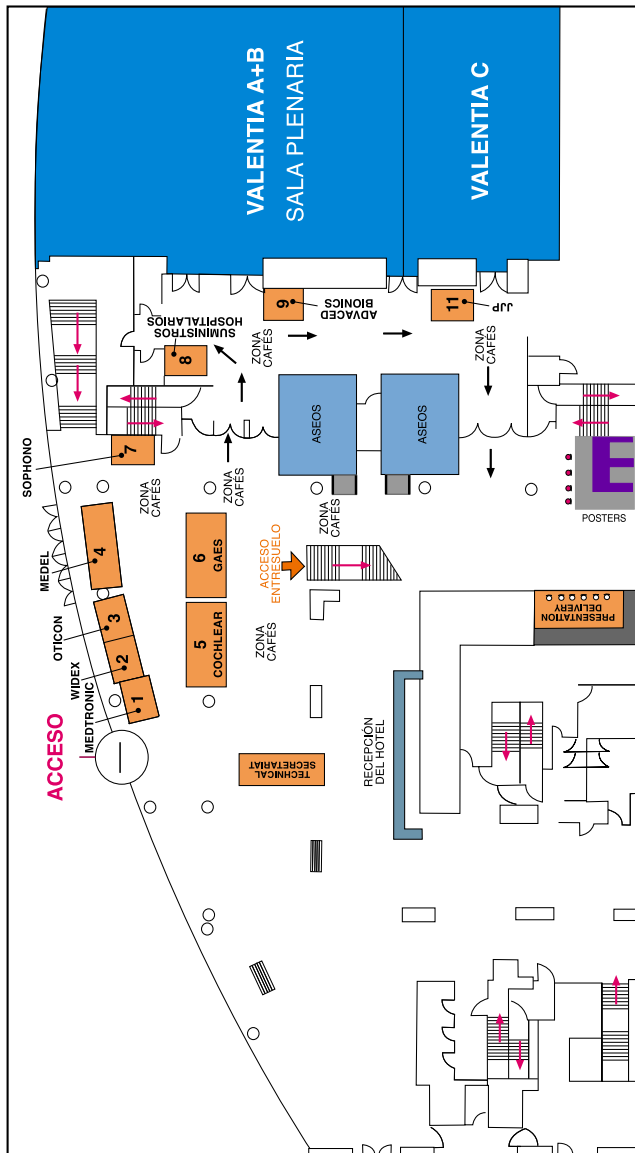 VALENTIA A+B
SALA PLENARIA
VALENTIA C
SUMINISTROS
HOSPITALARIOS
8
9
ADVACED
BIONICS
11
JJP
ZONA
CAFÉS
ZONA
CAFÉS
SOPHONO
7
ASEOS
ASEOS
ZONA
CAFÉS
ZONA
CAFÉS
ZONA
CAFÉS
E
POSTERS
MEDEL
4
6
GAES
ACCESO
ENTRESUELO
OTICON
3
WIDEX
2
MEDTRONIC
1
5
COCHLEAR
ZONA
CAFÉS
PRESENTATION
DELIVERY
ACCESO
TECHNICAL
SECRETARIAT
RECEPCIÓN
DEL HOTEL